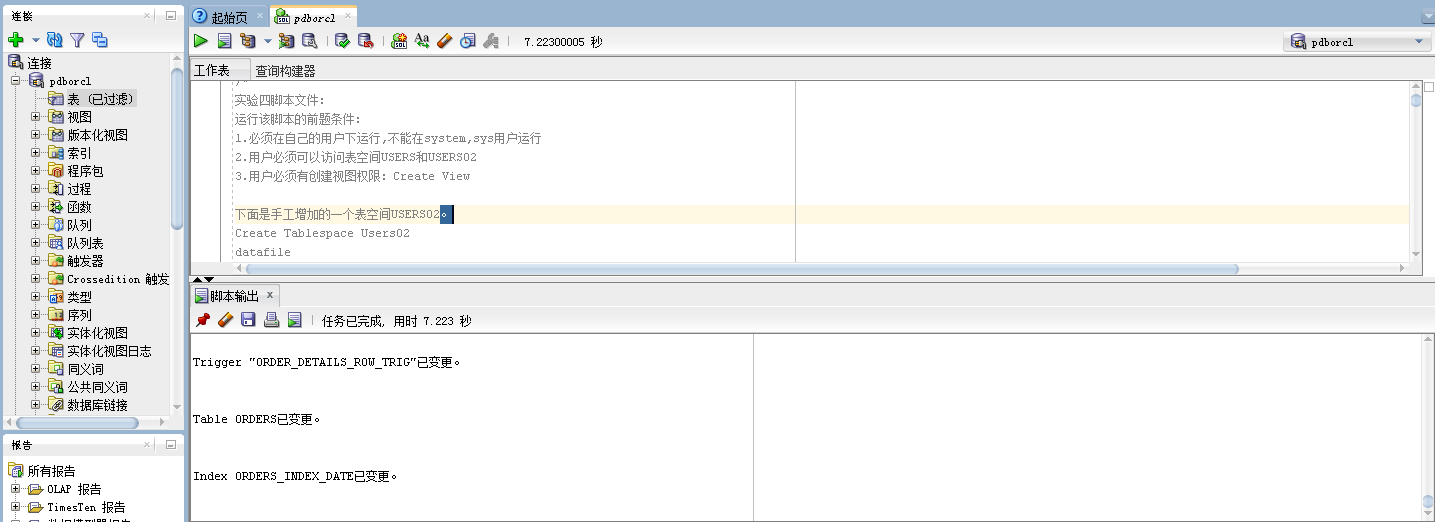 连接
起始页
pdborcl
7.22300005 秒
pdborcl
连接
pdborcl
表 (已过滤)
视图
版本化视图
索引
程序包
过程
函数
队列
队列表
触发器
Crossedition 触发
类型
序列
实体化视图
实体化视图日志
同义词
公共同义词
数据库链接
报告
所有报告
OLAP 报告
TimesTen 报告
工作表
查询构建器
实验四脚本文件:
运行该脚本的前题条件:
1.必须在自己的用户下运行,不能在system,sys用户运行
2.用户必须可以访问表空间USERS和USERS02
3.用户必须有创建视图权限: Create View
下面是手工增加的一个表空间USERS02。
Create Tablespace Users02
datafile
脚本输出
任务已完成, 用时 7.223 秒
Trigger "ORDER_DETAILS_ROW_TRIG"已变更。
Table ORDERS已变更。
Index ORDERS_INDEX_DATE已变更。